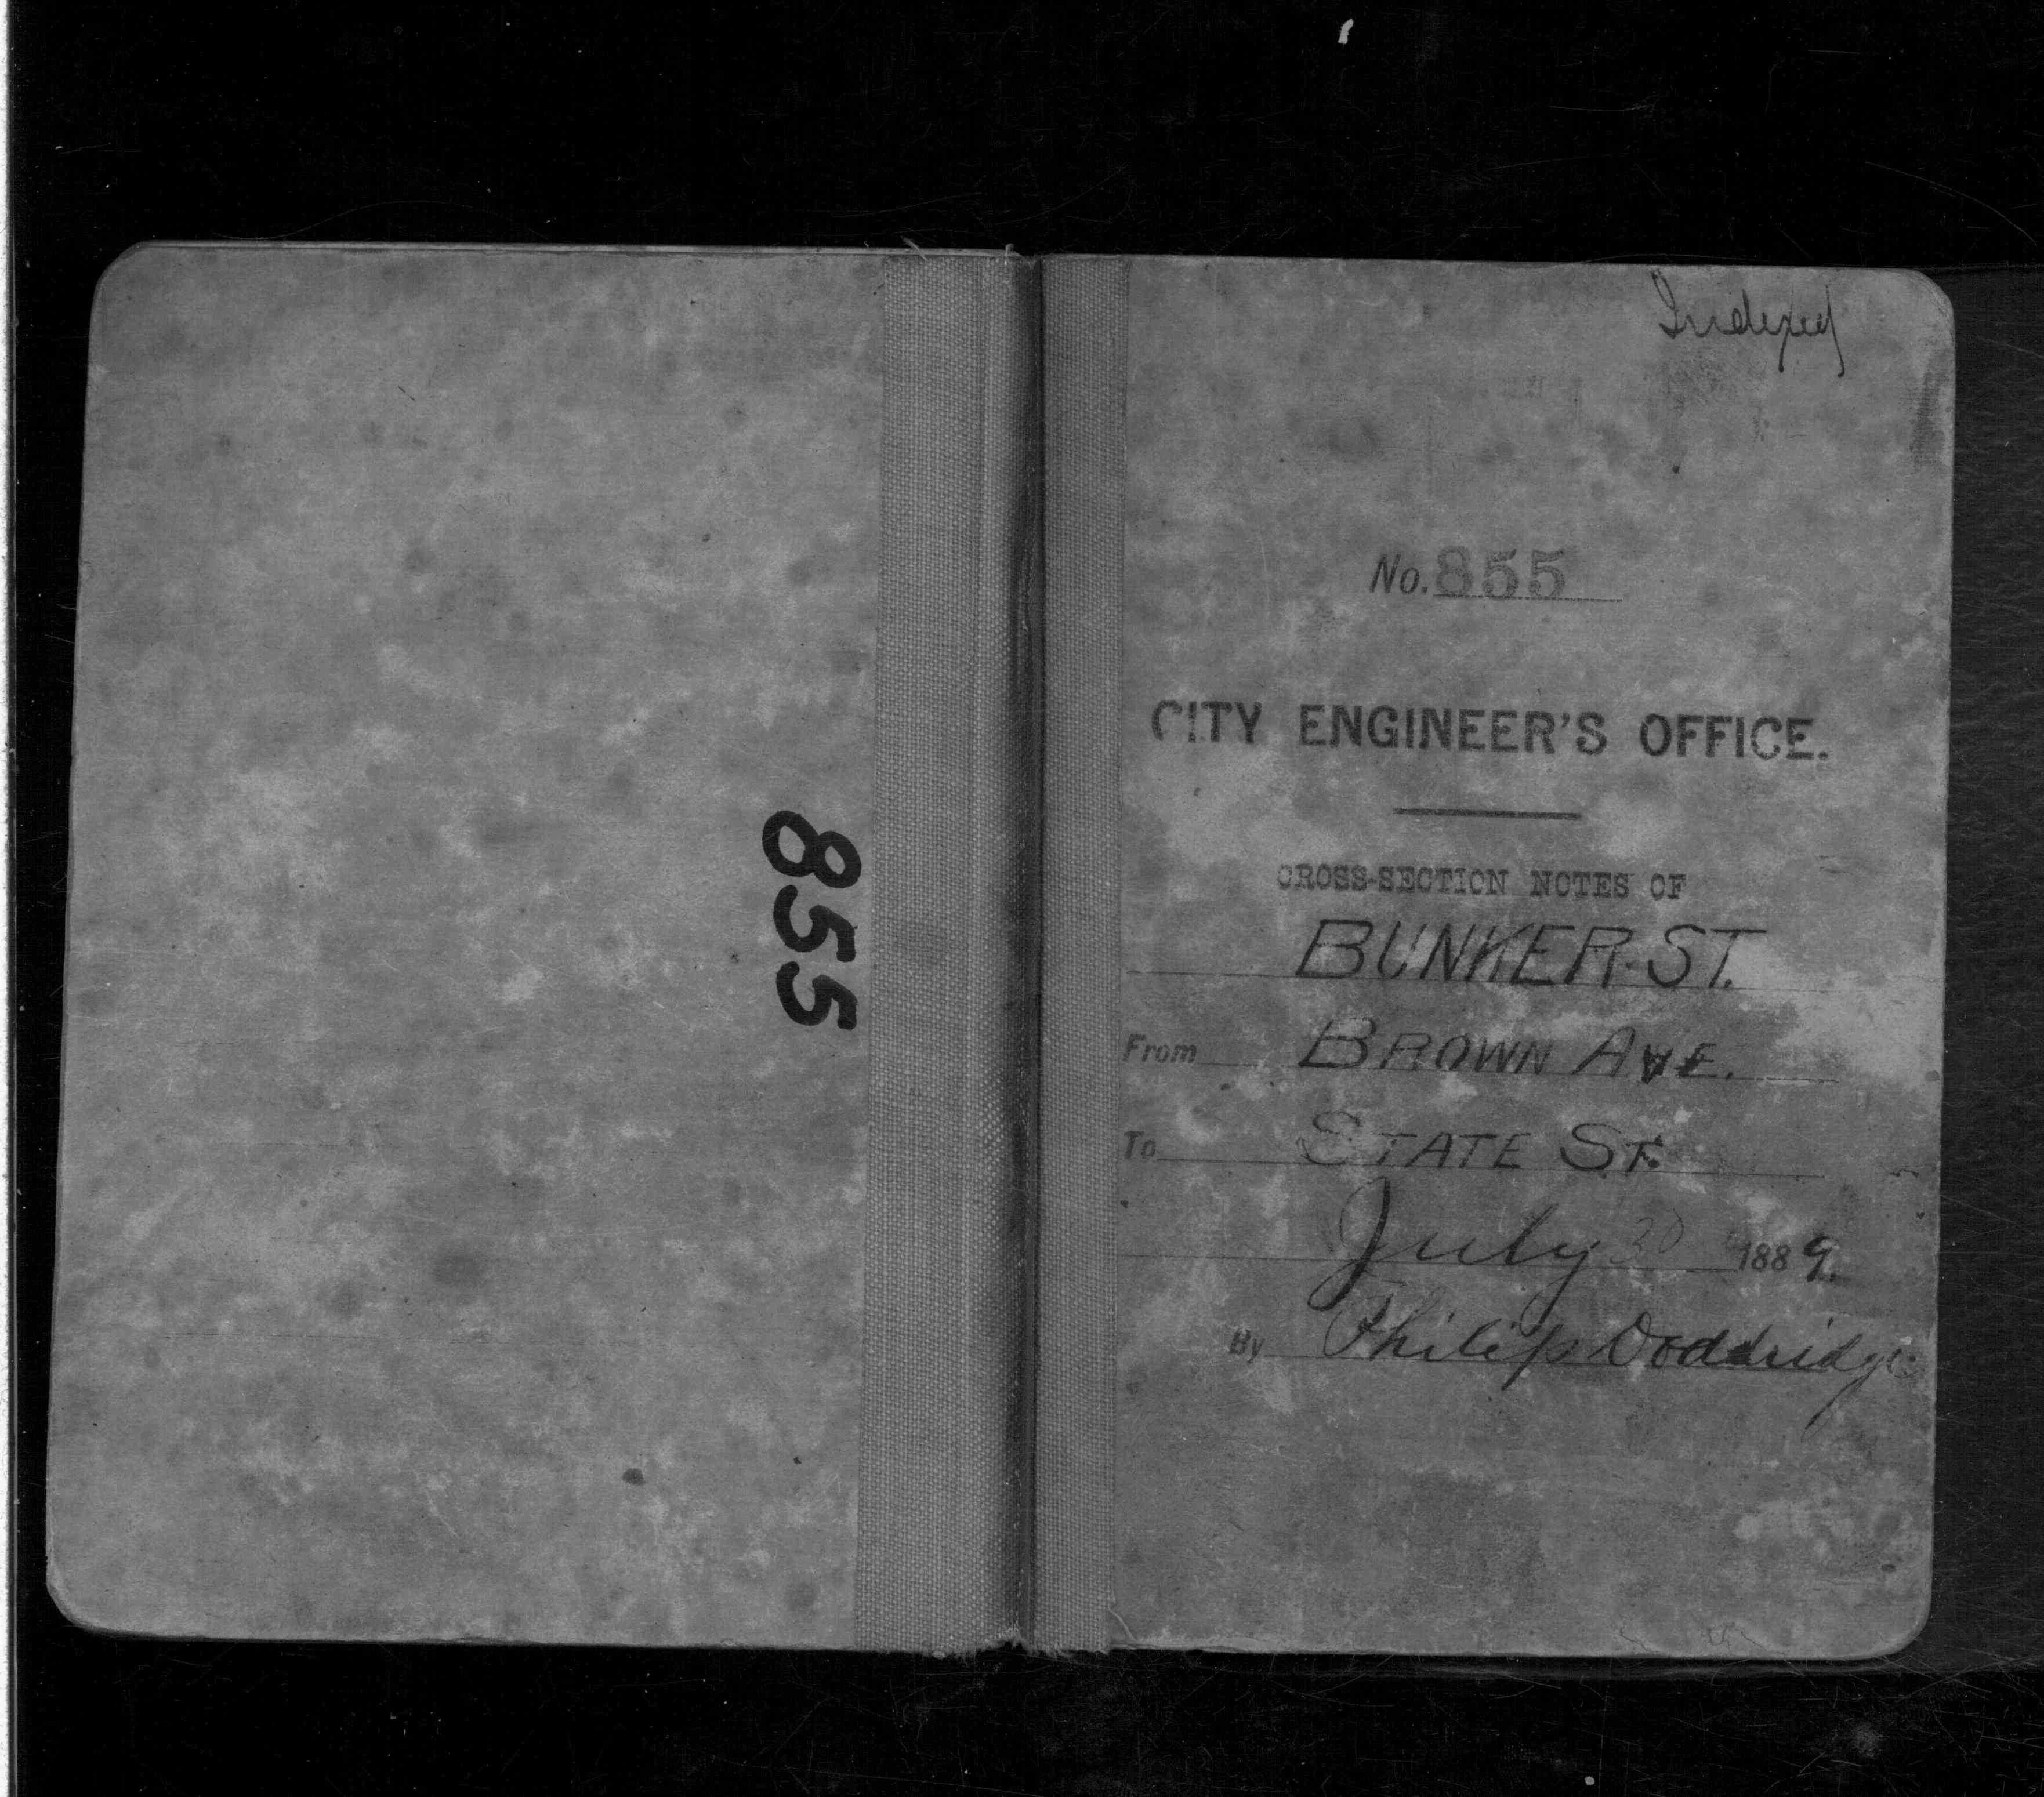 855
Indexed
No. 855
CITY ENGINEER'S OFFICE.
CROSS-SECTION NOTES OF
BUNKER ST.
From BROWN AVE.
To STATE ST.
July 30 1889.
By Philip Doddridge